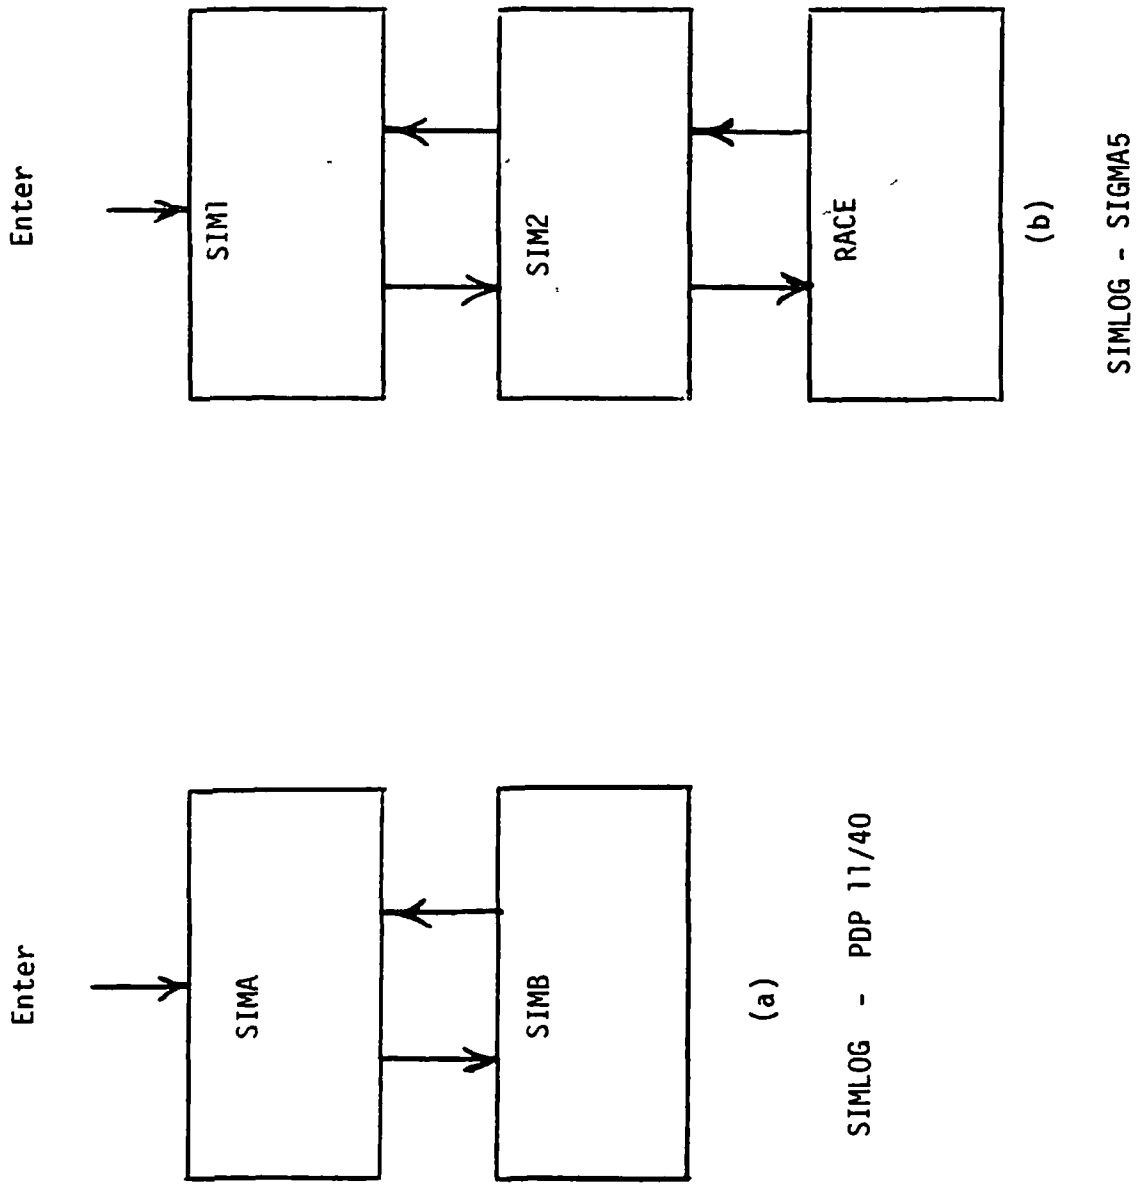 Enter
SIMA
SIMB
(a)
SIMLOG - PDP 11/40
Enter
SIM1
SIM2
RACE
(b)
SIMLOG - SIGMA5